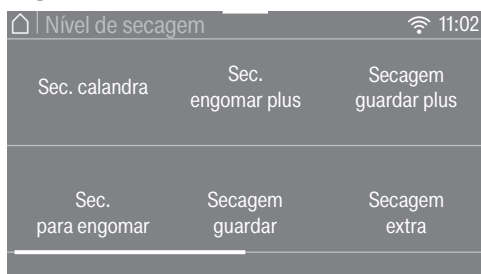 Nível de secagem
11:02
Sec. calandra
Sec.
engomar plus
Secagem
guardar plus
Sec.
para engomar
Secagem
guardar
Secagem
extra